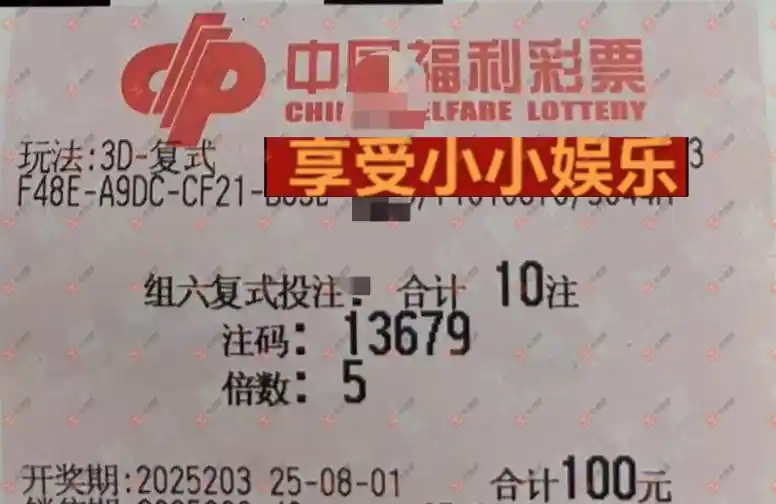 中国福利彩票
CHI ELFARE LOTTERY
玩法:3D-复式
享受小小娱乐
3
F48E-A9DC-CF21-
组六复式投注 合计 10注
注码: 13679
倍数: 5
开奖期:2025203 25-08-01 合计100元